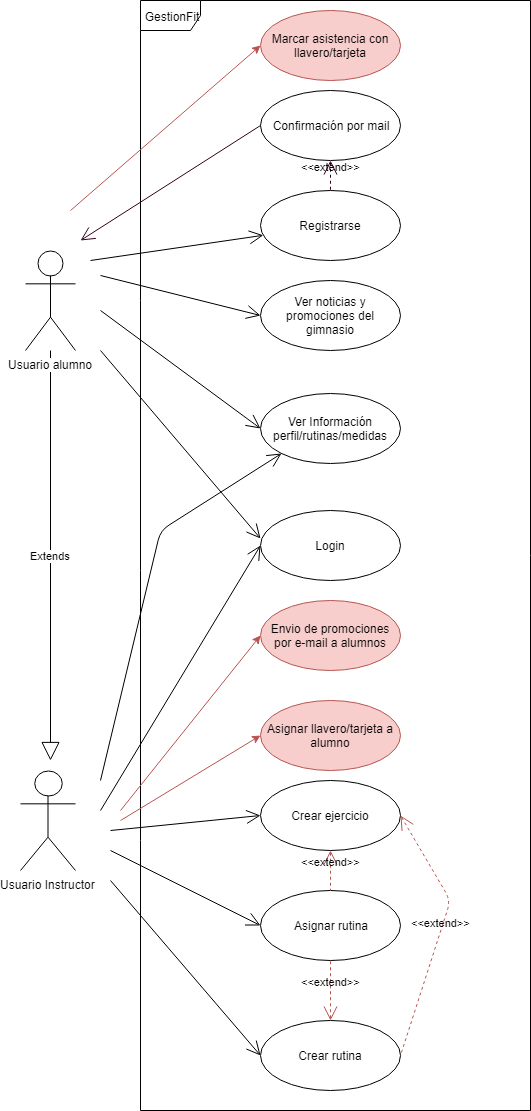 GestionFit
Marcar asistencia con
llavero/tarjeta
Confirmación por mail
<<extend>>
Registrarse
Ver noticias y
promociones del
gimnasio
Usuario alumno
Ver Información
perfil/rutinas/medidas
Login
Extends
Envio de promociones
por e-mail a alumnos
Asignar llavero/tarjeta a
alumno
Crear ejercicio
<<extend>>
Usuario Instructor
Asignar rutina
<<extend>>
<<extend>>
Crear rutina